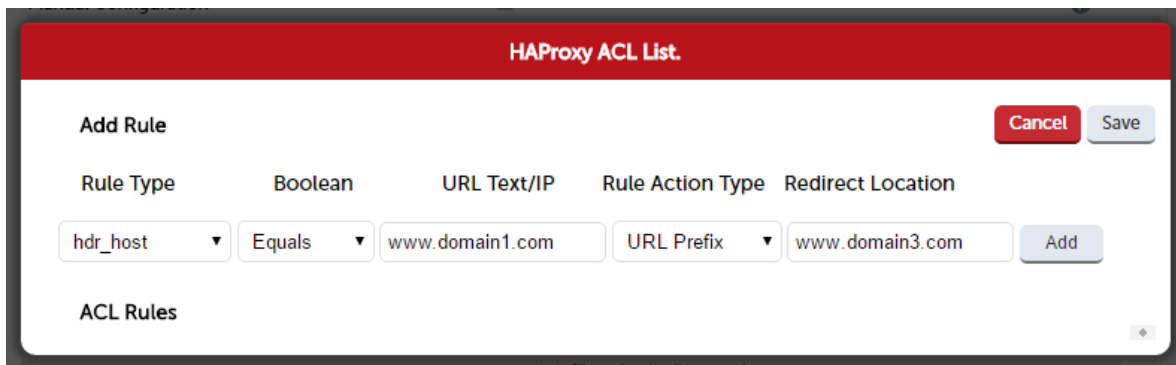 HAProxy ACL List.
Add Rule
Cancel Save
Rule Type Boolean URL Text/IP Rule Action Type Redirect Location
hdr_host Equals www.domain1.com URL Prefix www.domain3.com Add
ACL Rules